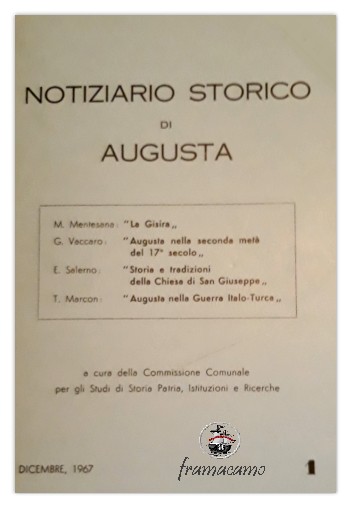 NOTIZIARIO STORICO
DI
AUGUSTA
M. Mentesana: "La Gisira„
G. Vaccaro: "Augusta nella seconda metà
del 17° secolo„
E. Salerno: "Storia e tradizioni
della Chiesa di San Giuseppe„
T. Marcon: "Augusta nella Guerra Italo-Turca„
a cura della Commissione Comunale
per gli Studi di Storia Patria, Istituzioni e Ricerche
DICEMBRE, 1967
1
framacamo